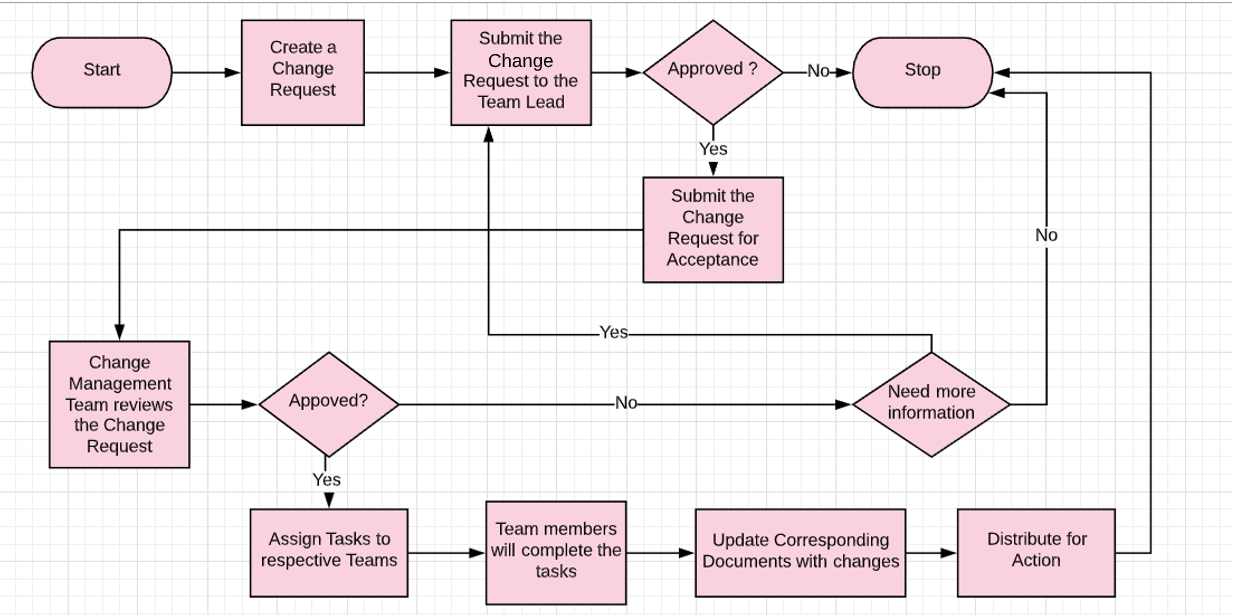 Start
Create a
Change
Request
Submit the
Change
Request to the
Team Lead
Approved ?
No
Stop
Yes
Submit the
Change
Request for
Acceptance
No
Yes
Change
Management
Team reviews
the Change
Request
Appoved?
No
Need more
information
Yes
Assign Tasks to
respective Teams
Team members
will complete the
tasks
Update Corresponding
Documents with changes
Distribute for
Action